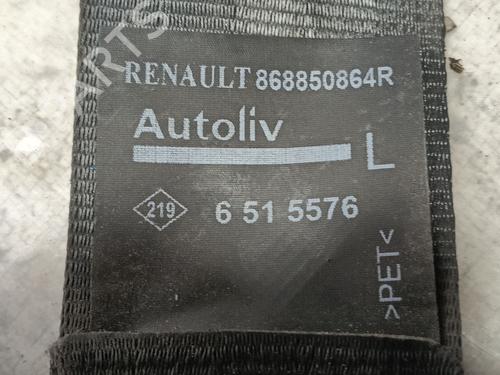 RENAULT 868850864R
Autoliv
L
219
6 51 5576
>PET<